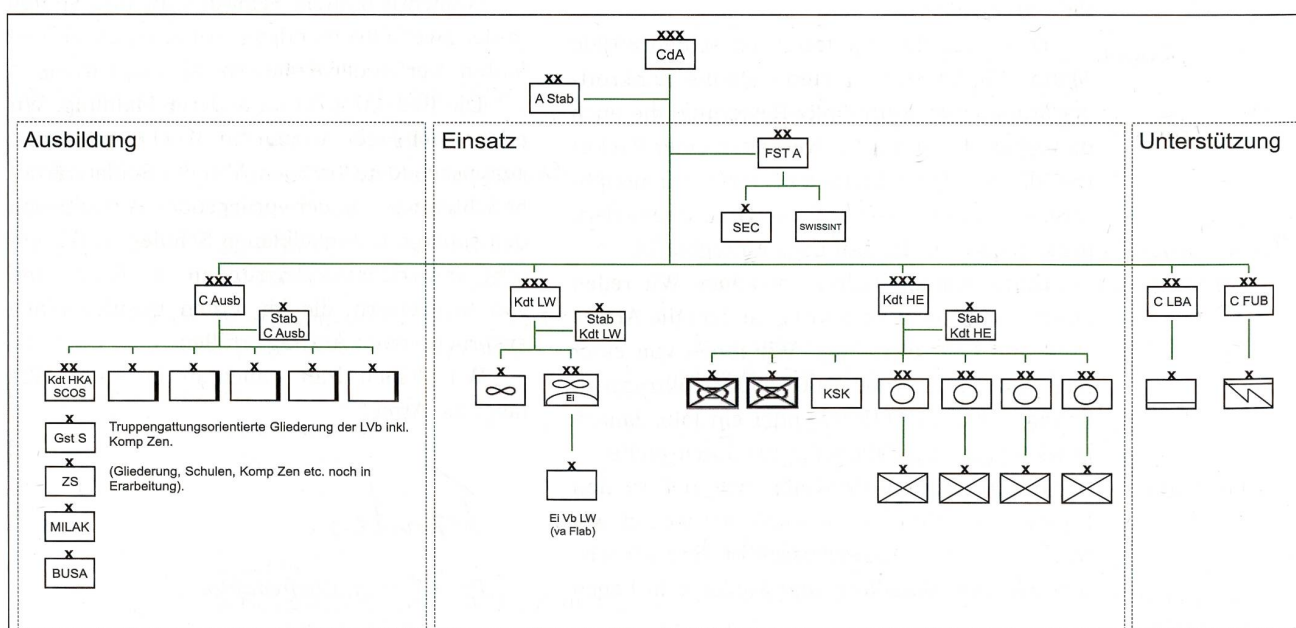 XXX
CdA
XX
A Stab
Ausbildung
Einsatz
Unterstützung
XX
FST A
X
SEC
SWISSINT
XXX
C Ausb
X
Stab
C Ausb
XXX
Kdt LW
X
Stab
Kdt LW
XXX
Kdt HE
X
Stab
Kdt HE
XX
C LBA
XX
C FUB
XX
Kdt HKA
SCOS
X
X
X
X
X
X
XX
EI
X
X
KSK
XX
XX
XX
XX
X
X
X
Gst S
Truppengattungsorientierte Gliederung der LVb inkl.
Komp Zen.
X
ZS
(Gliederung, Schulen, Komp Zen etc. noch in
Erarbeitung).
X
X
X
X
X
X
MILAK
Ei Vb LW
(va Flab)
X
BUSA